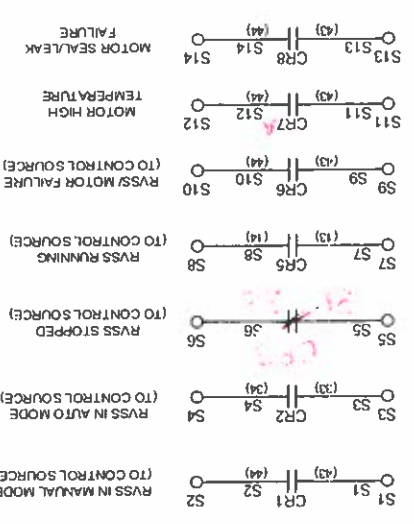 S1 S1 CR1 S2 S2 RVSS IN MANUAL MODE
(43) (44) (TO CONTROL SOURCE)
S3 S3 CR2 S4 S4 RVSS IN AUTO MODE
(33) (34) (TO CONTROL SOURCE)
S5 S5 S6 S6 RVSS STOPPED
(TO CONTROL SOURCE)
S7 S7 CR5 S8 S8 RVSS RUNNING
(13) (14) (TO CONTROL SOURCE)
S9 S9 CR6 S10 S10 RVSS/ MOTOR FAILURE
(43) (44) (TO CONTROL SOURCE)
S11 S11 CR7 S12 S12 MOTOR HIGH
(43) (44) TEMPERATURE
S13 S13 CR8 S14 S14 MOTOR SEAL/LEAK
(43) (44) FAILURE